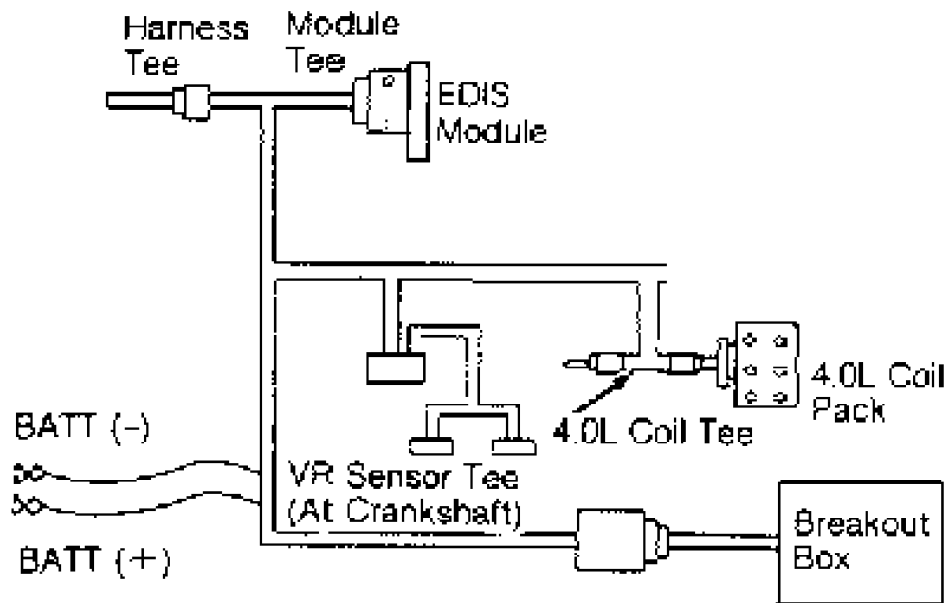 Harness
Tee
Module
Tee
EDIS
Module
4.0L Coil
Pack
4.0L Coil Tee
BATT (-)
VR Sensor Tee
(At Crankshaft)
BATT (+)
Breakout
Box